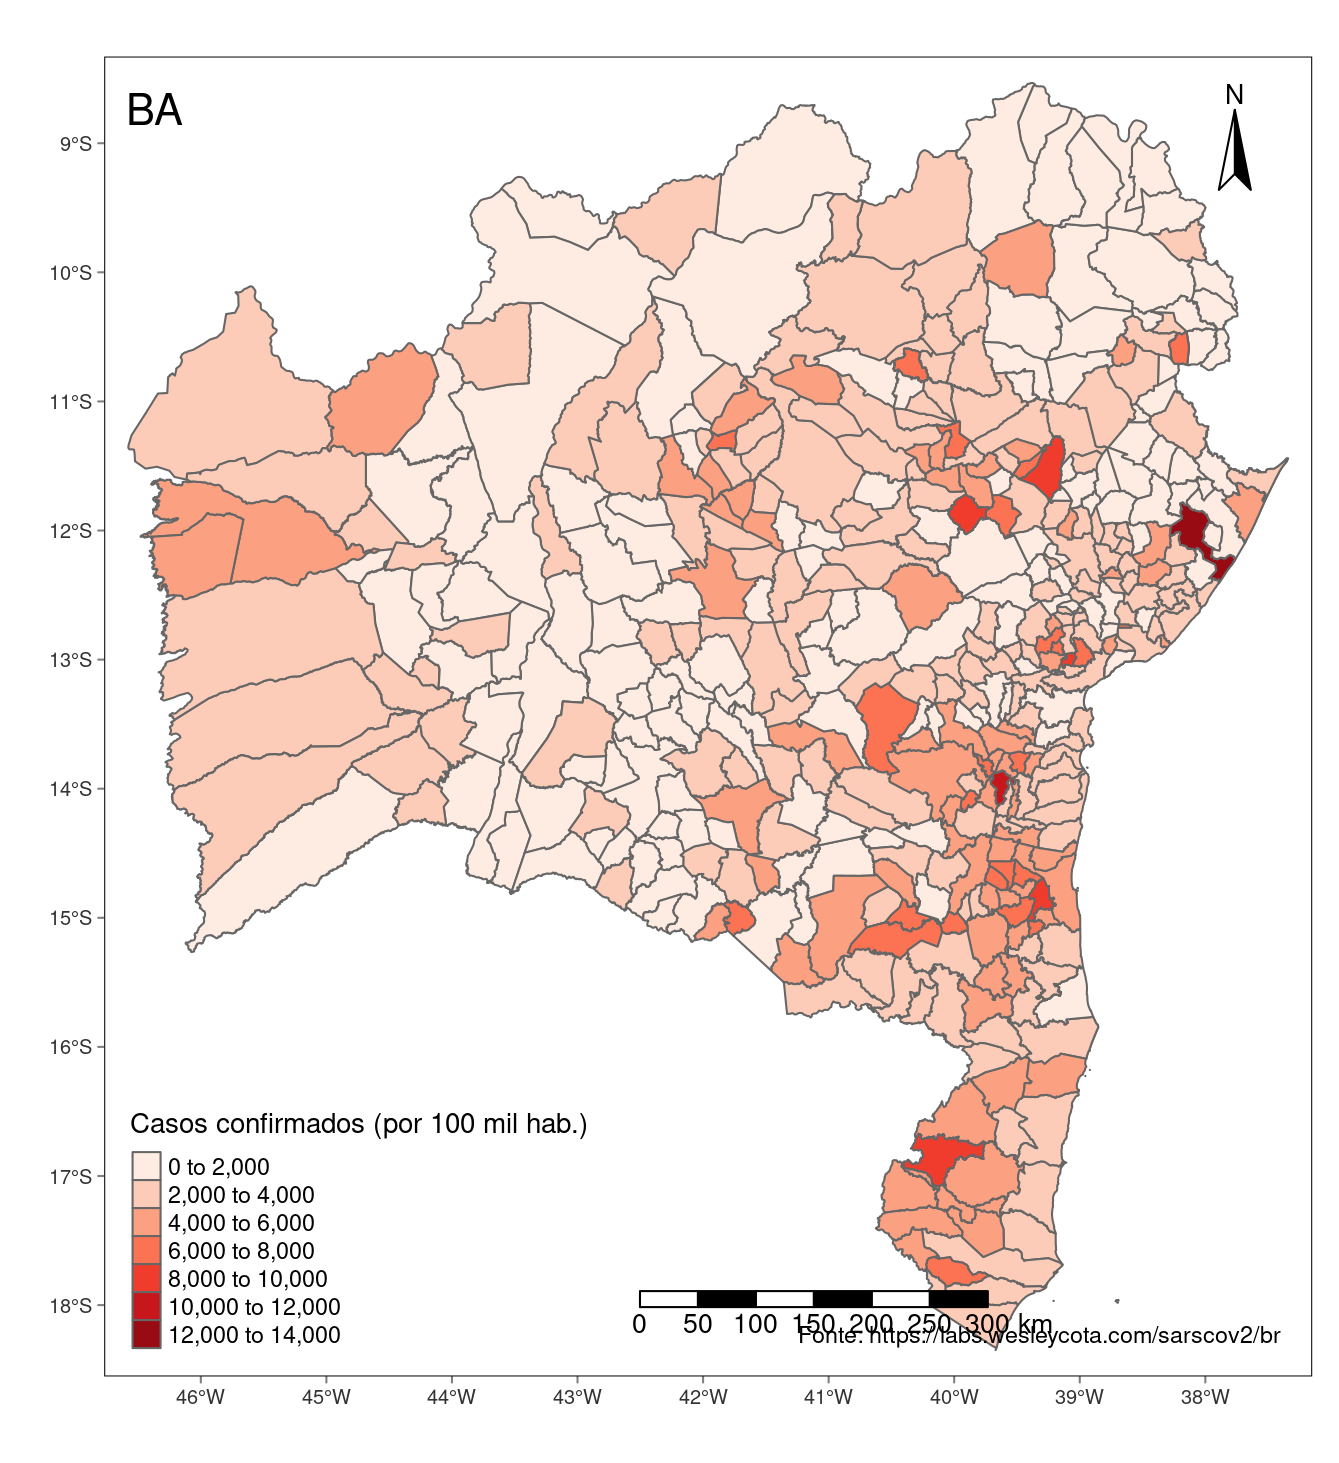 BA
N
9°S
10°S
11°S
12°S
13°S
14°S
15°S
16°S
17°S
18°S
Casos confirmados (por 100 mil hab.)
0 to 2,000
2,000 to 4,000
4,000 to 6,000
6,000 to 8,000
8,000 to 10,000
10,000 to 12,000
12,000 to 14,000
0 50 100 150 200 250 300 km
Fonte: https://labs.wesleycota.com/sarscov2/br
46°W 45°W 44°W 43°W 42°W 41°W 40°W 39°W 38°W